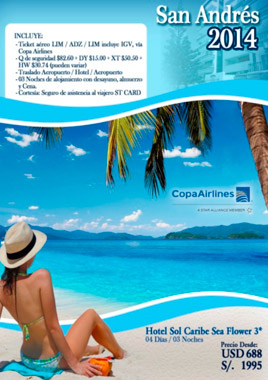 San Andrés
2014
INCLUYE:
- Ticket aéreo LIM / ADZ / LIM incluye IGV, vía
Copa Airlines
- Q de seguridad $82.60 + DY $15.00 + XT $50.50 +
HW $30.74 (pueden variar)
- Traslado Aeropuerto / Hotel / Aeropuerto
- 03 Noches de alojamiento con desayuno, almuerzo
y Cena.
- Cortesía: Seguro de asistencia al viajero ST CARD
CopaAirlines
A STAR ALLIANCE MEMBER
Hotel Sol Caribe Sea Flower 3*
04 Días / 03 Noches
Precio Desde:
USD 688
S/. 1995